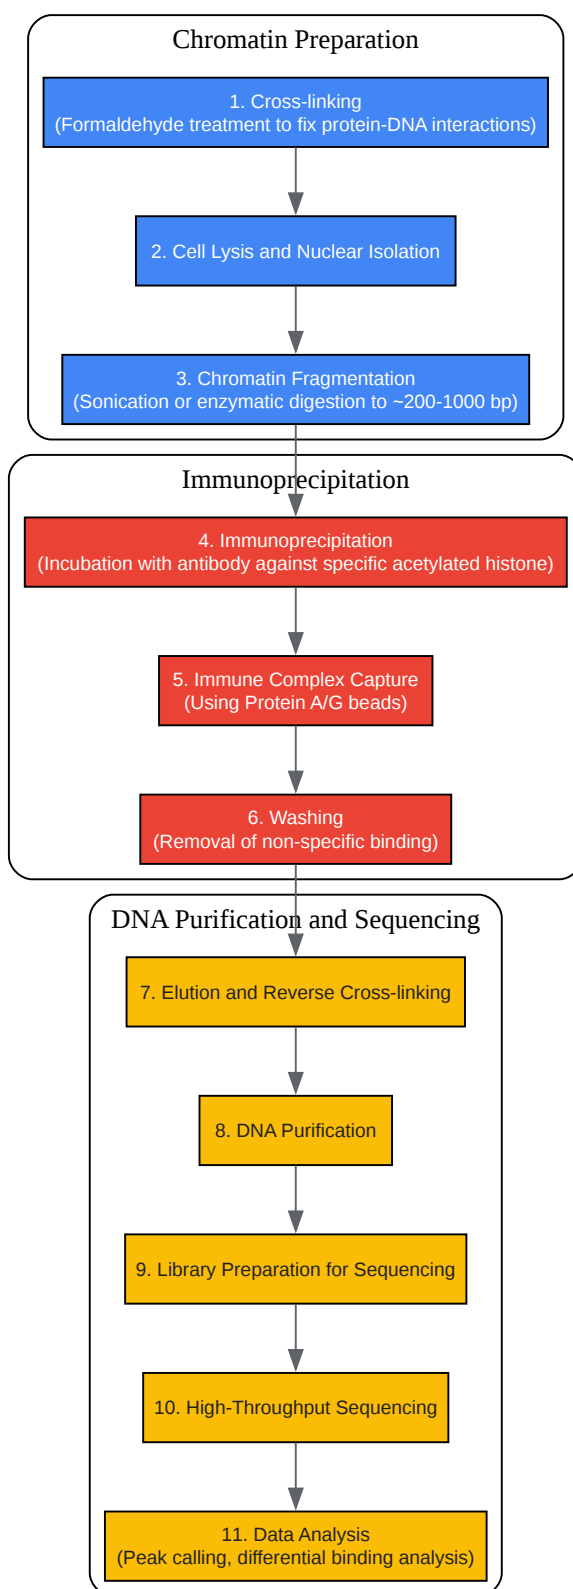 Chromatin Preparation
1. Cross-linking
(Formaldehyde treatment to fix protein-DNA interactions)
2. Cell Lysis and Nuclear Isolation
3. Chromatin Fragmentation
(Sonication or enzymatic digestion to ~200-1000 bp)
Immunoprecipitation
4. Immunoprecipitation
(Incubation with antibody against specific acetylated histone)
5. Immune Complex Capture
(Using Protein A/G beads)
6. Washing
(Removal of non-specific binding)
DNA Purification and Sequencing
7. Elution and Reverse Cross-linking
8. DNA Purification
9. Library Preparation for Sequencing
10. High-Throughput Sequencing
11. Data Analysis
(Peak calling, differential binding analysis)